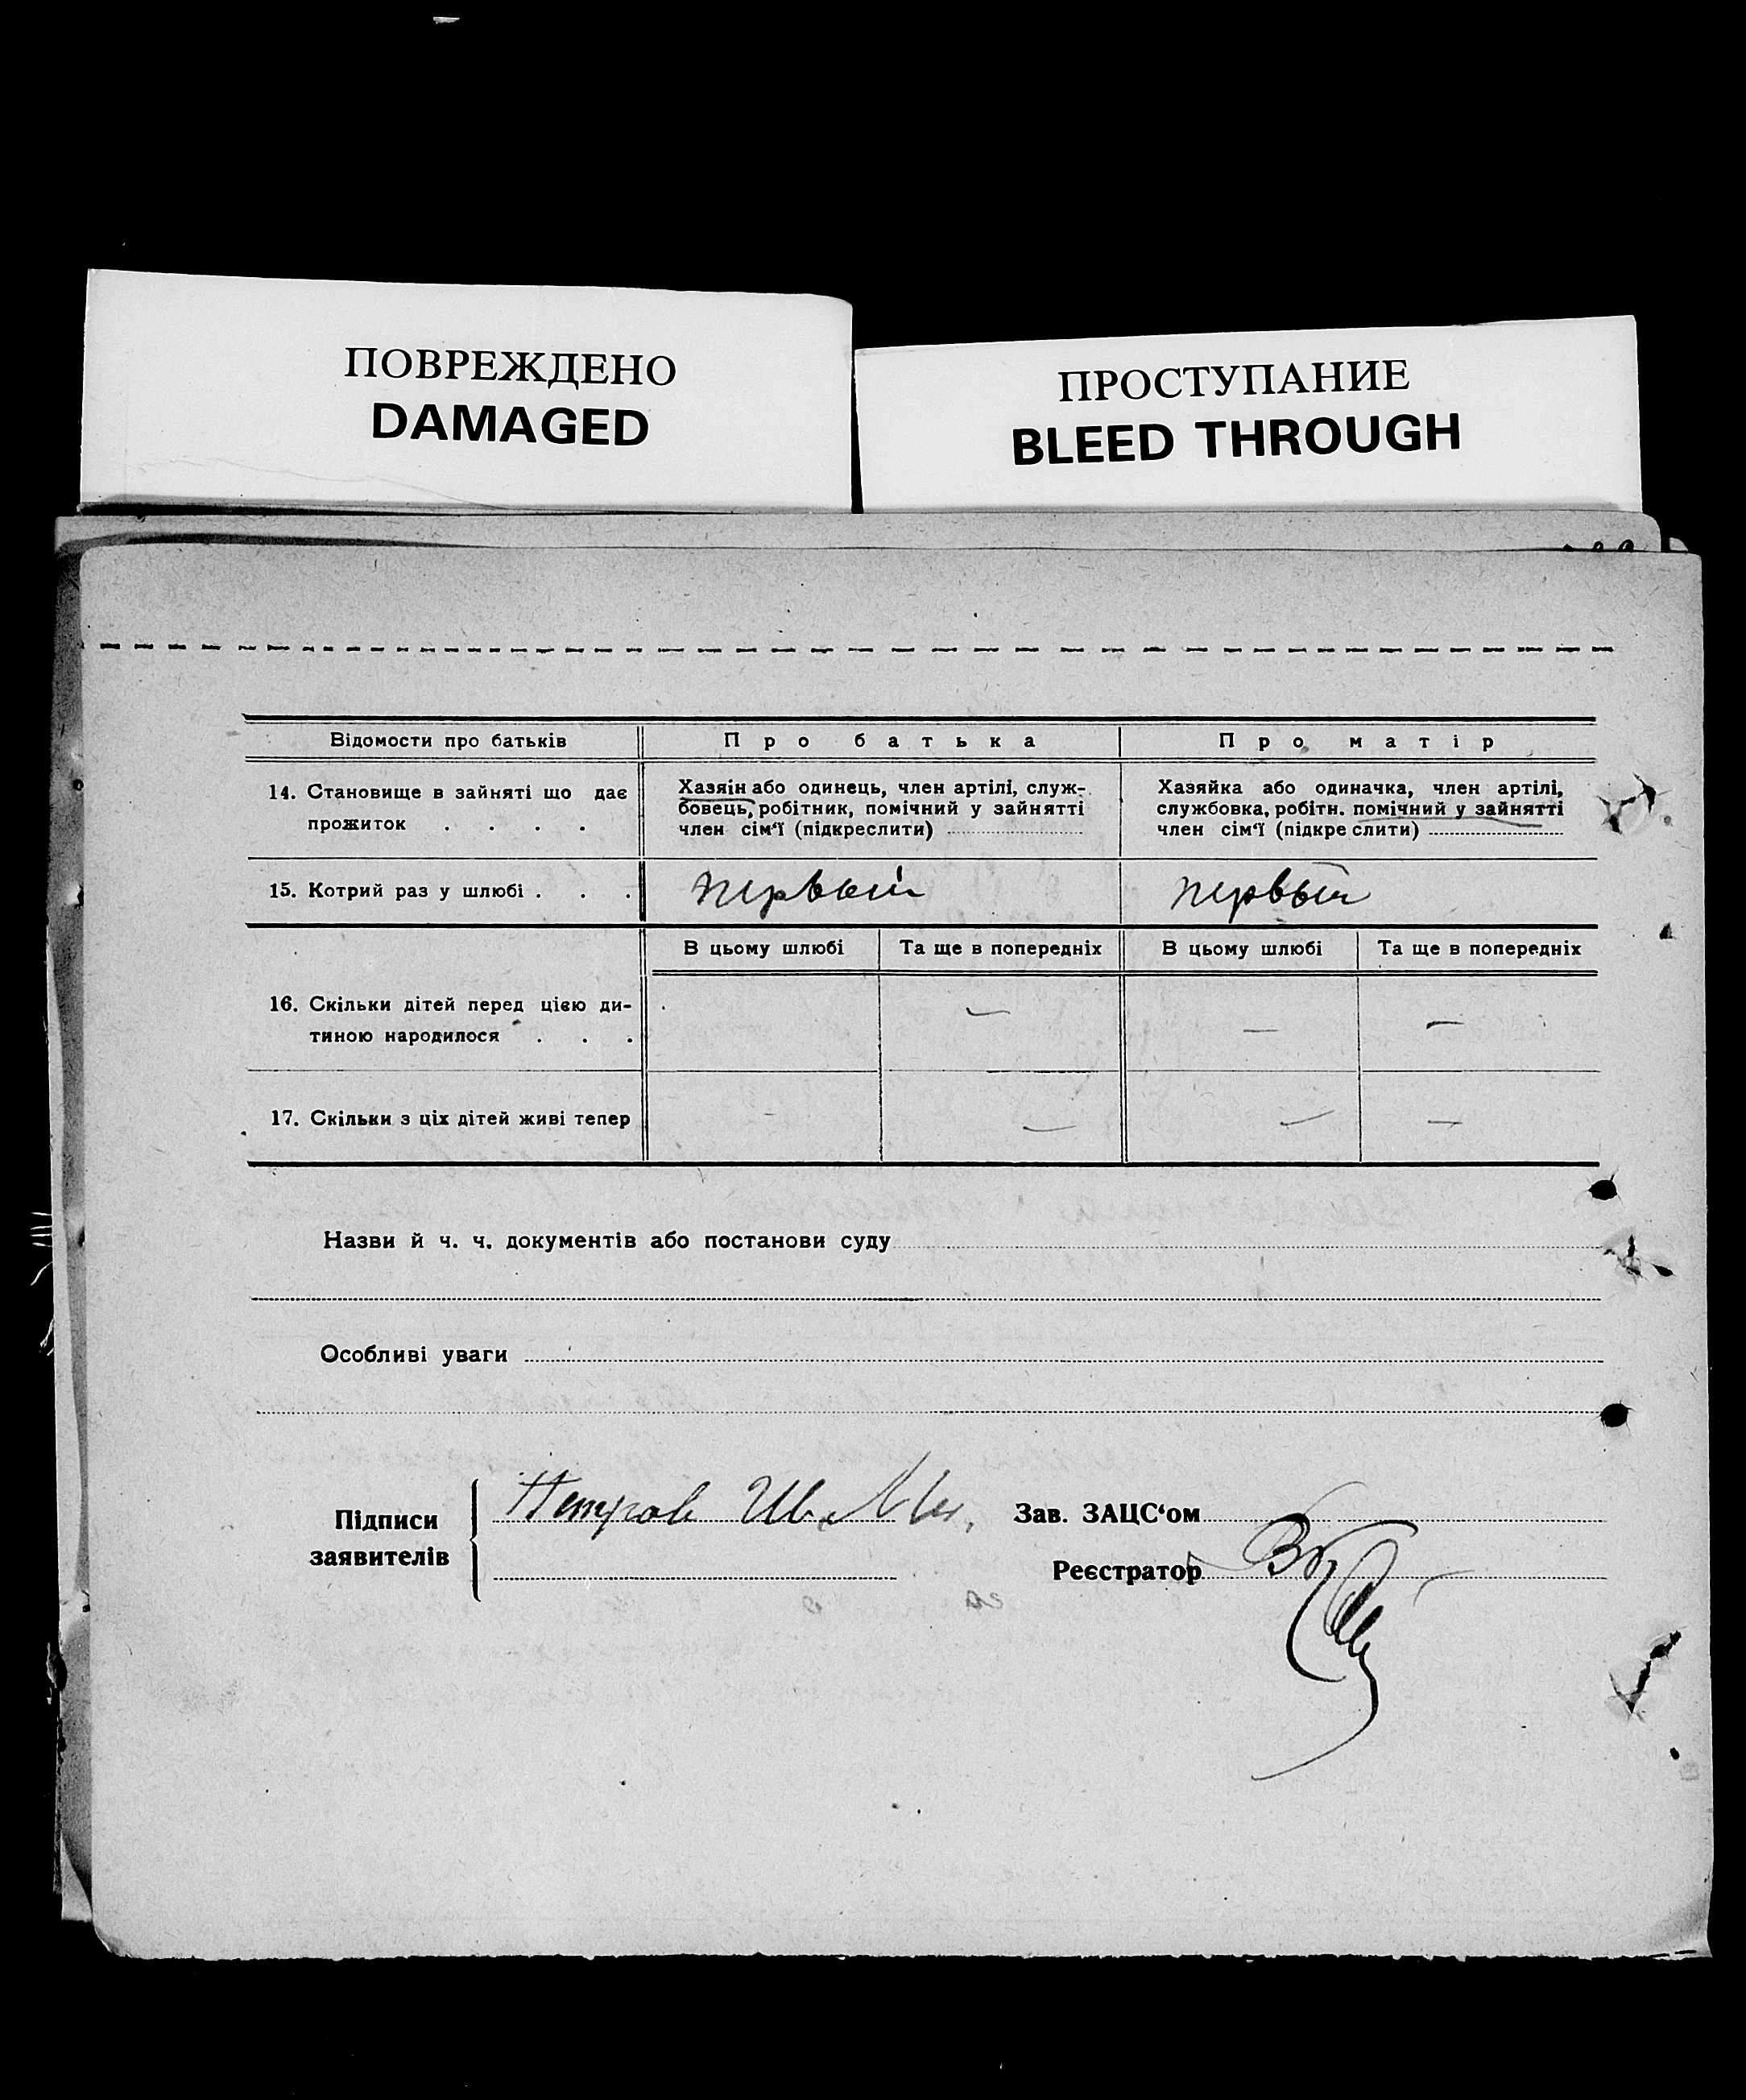 ПОВРЕЖДЕНО
DAMAGED
ПРОСТУПАНИЕ
BLEED THROUGH
Відомости про батьків
Про батька
Про матір
14. Становище в зайняті що дає
прожиток . . . .
Хазяїн або одинець, член артілі, служ-
бовець, робітник, помічний у зайнятті
член сім‘ї (підкреслити)
Хазяйка або одиначка, член артілі,
службовка, робітн. помічний у зайнятті
член сім‘ї (підкре слити)
15. Котрий раз у шлюбі . . .
первый
первый
В цьому шлюбі
Та ще в попередніх
В цьому шлюбі
Та ще в попередніх
16. Скільки дітей перед цією ди-
тиною народилося . . .
— — —
17. Скільки з ціх дітей живі тепер
— — —
Назви й ч. ч. документів або постанови суду
Особливі уваги
Підписи
заявителів
Петров
Зав. ЗАЦС‘ом
Реєстратор